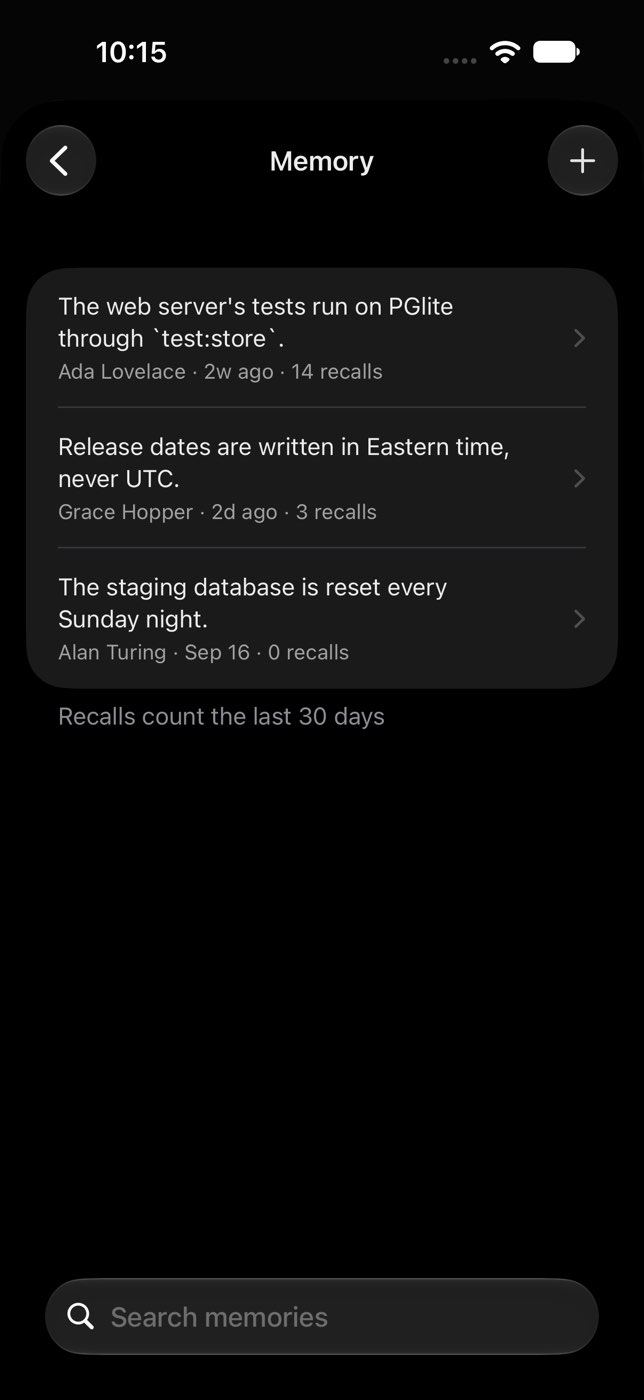 10:15
Memory
The web server's tests run on PGlite
through `test:store`.
Ada Lovelace · 2w ago · 14 recalls
Release dates are written in Eastern time,
never UTC.
Grace Hopper · 2d ago · 3 recalls
The staging database is reset every
Sunday night.
Alan Turing · Sep 16 · 0 recalls
Recalls count the last 30 days
Search memories